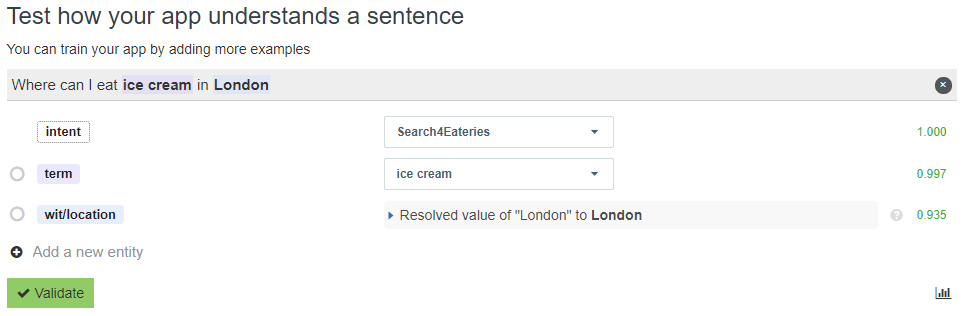 Test how your app understands a sentence
You can train your app by adding more examples
Where can I eat ice cream in London
intent Search4Eateries 1.000
term ice cream 0.997
wit/location Resolved value of "London" to London ? 0.935
Add a new entity
Validate